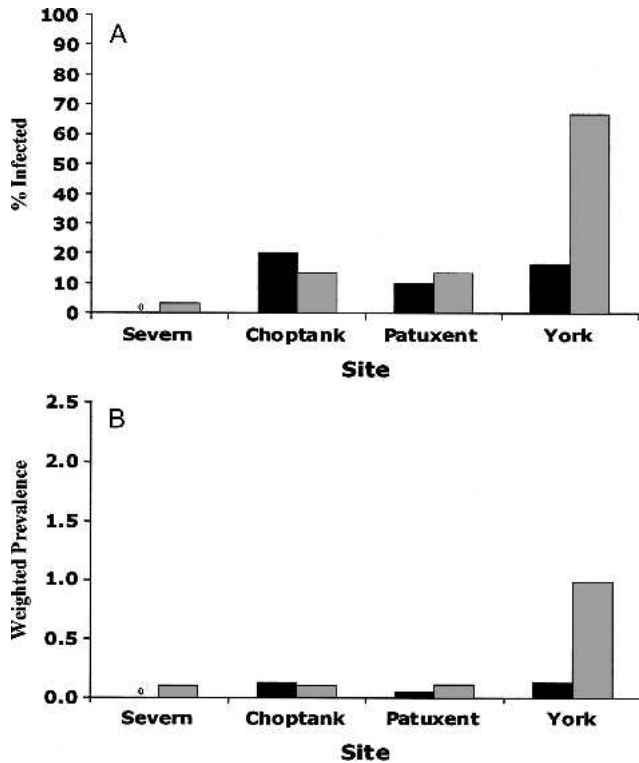 A
% Infected
100
90
80
70
60
50
40
30
20
10
0
0
Severn Choptank Patuxent York
Site
B
Weighted Prevalence
2.5
2.0
1.5
1.0
0.5
0.0
0
Severn Choptank Patuxent York
Site